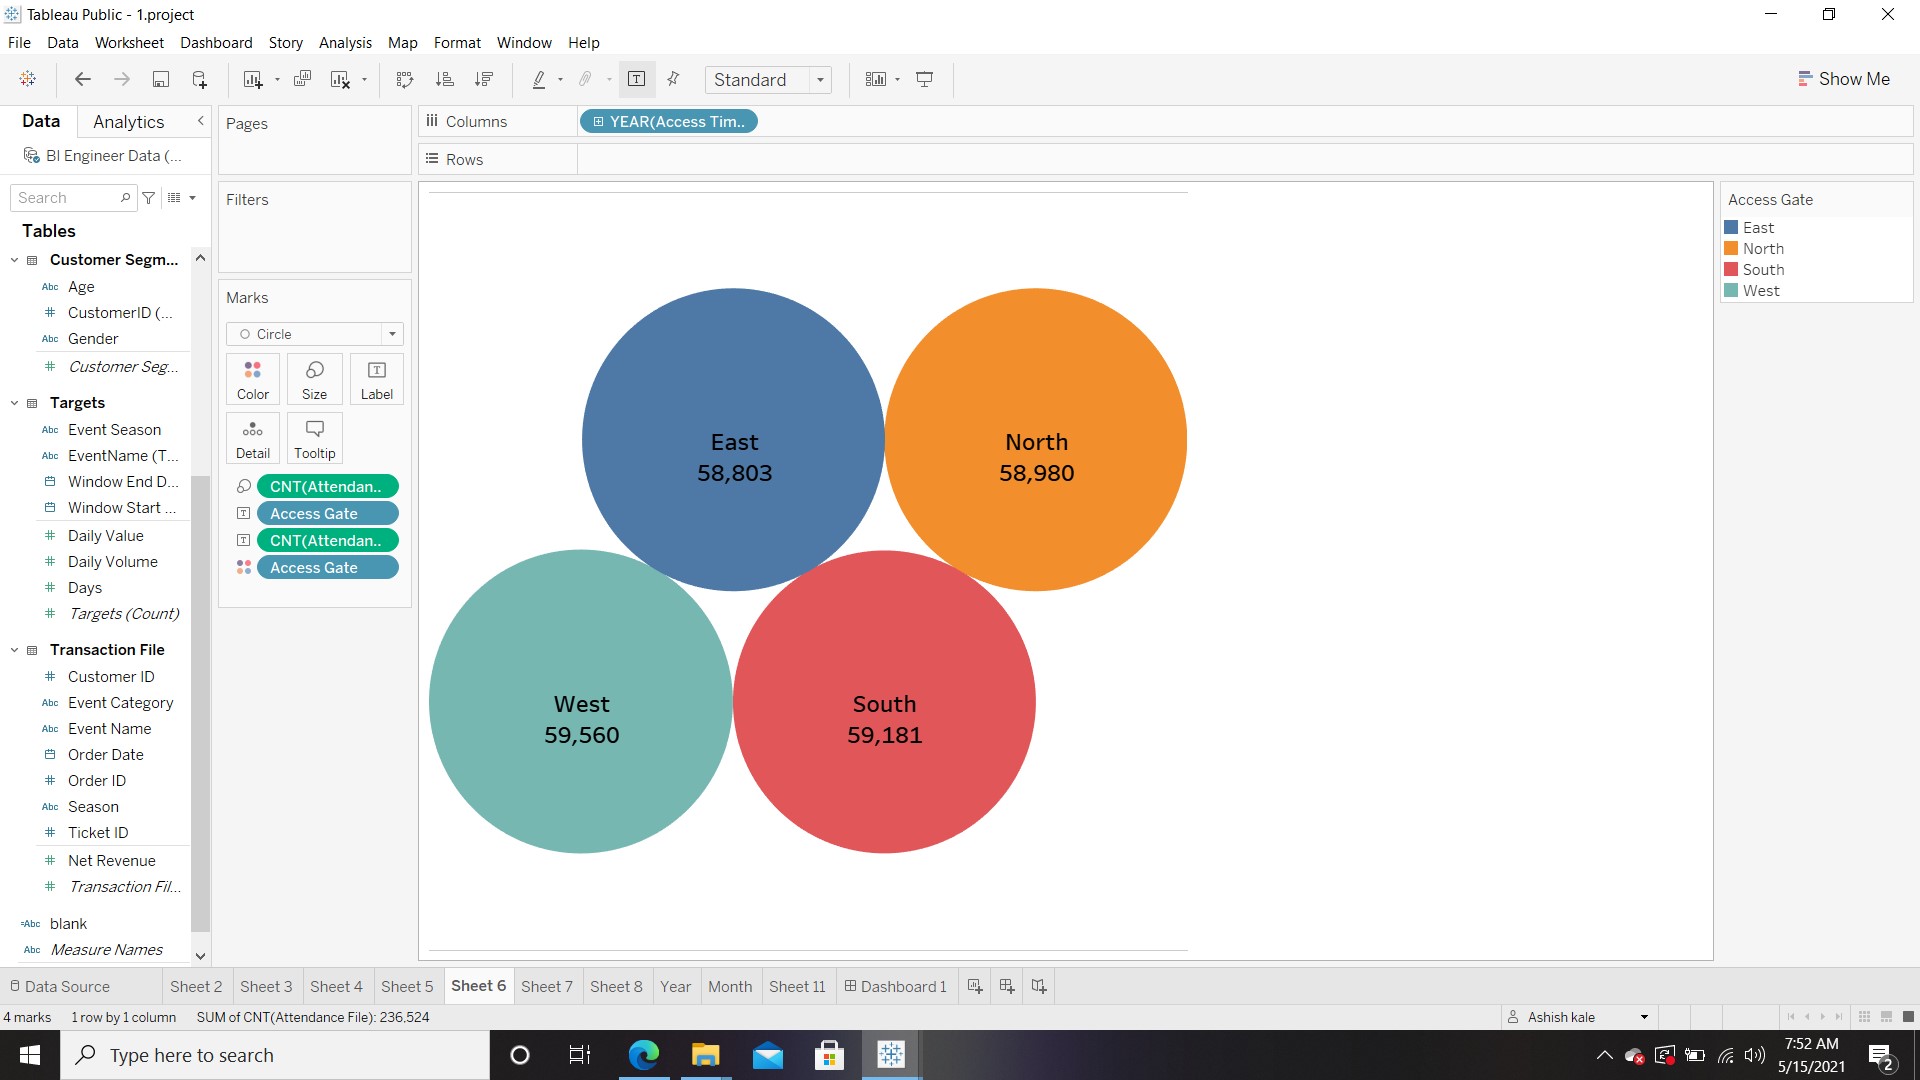 Tableau Public - 1.project
File Data Worksheet Dashboard Story Analysis Map Format Window Help
Standard
Show Me
Data Analytics
BI Engineer Data (...
Search
Tables
Customer Segm...
Abc Age
# CustomerID (...
Abc Gender
# Customer Seg...
Targets
Abc Event Season
Abc EventName (T...
Window End D...
Window Start ...
# Daily Value
# Daily Volume
# Days
# Targets (Count)
Transaction File
# Customer ID
Abc Event Category
Abc Event Name
Order Date
# Order ID
Abc Season
# Ticket ID
# Net Revenue
# Transaction Fil...
=Abc blank
Abc Measure Names
Pages
Filters
Marks
Circle
Color Size Label
Detail Tooltip
CNT(Attendan..
Access Gate
CNT(Attendan..
Access Gate
Columns YEAR(Access Tim..
Rows
East
58,803
North
58,980
West
59,560
South
59,181
Access Gate
East
North
South
West
Data Source Sheet 2 Sheet 3 Sheet 4 Sheet 5 Sheet 6 Sheet 7 Sheet 8 Year Month Sheet 11 Dashboard 1
4 marks 1 row by 1 column SUM of CNT(Attendance File): 236,524
Ashish kale
Type here to search
7:52 AM
5/15/2021
2